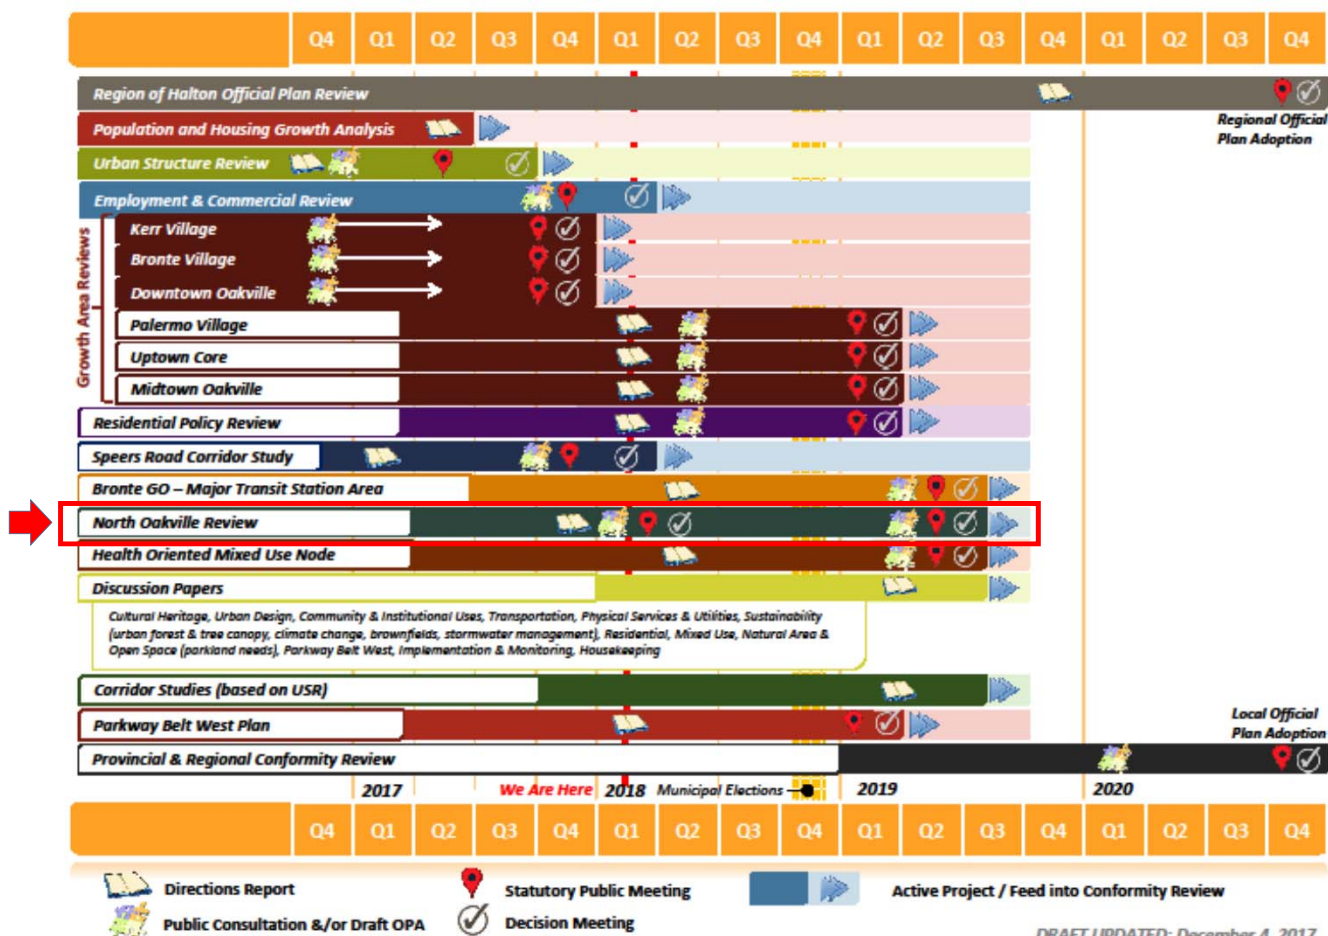 Q4 Q1 Q2 Q3 Q4 Q1 Q2 Q3 Q4 Q1 Q2 Q3 Q4 Q1 Q2 Q3 Q4
Region of Halton Official Plan Review
Regional Official
Plan Adoption
Population and Housing Growth Analysis
Urban Structure Review
Employment & Commercial Review
Growth Area Reviews
Kerr Village
Bronte Village
Downtown Oakville
Palermo Village
Uptown Core
Midtown Oakville
Residential Policy Review
Speers Road Corridor Study
Bronte GO – Major Transit Station Area
North Oakville Review
Health Oriented Mixed Use Node
Discussion Papers
Cultural Heritage, Urban Design, Community & Institutional Uses, Transportation, Physical Services & Utilities, Sustainability
(urban forest & tree canopy, climate change, brownfields, stormwater management), Residential, Mixed Use, Natural Area &
Open Space (parkland needs), Parkway Belt West, Implementation & Monitoring, Housekeeping
Corridor Studies (based on USR)
Parkway Belt West Plan
Local Official
Plan Adoption
Provincial & Regional Conformity Review
2017 We Are Here 2018 Municipal Elections 2019 2020
Q4 Q1 Q2 Q3 Q4 Q1 Q2 Q3 Q4 Q1 Q2 Q3 Q4 Q1 Q2 Q3 Q4
Directions Report Statutory Public Meeting Active Project / Feed into Conformity Review
Public Consultation &/or Draft OPA Decision Meeting
DRAFT UPDATED: December 4, 2017